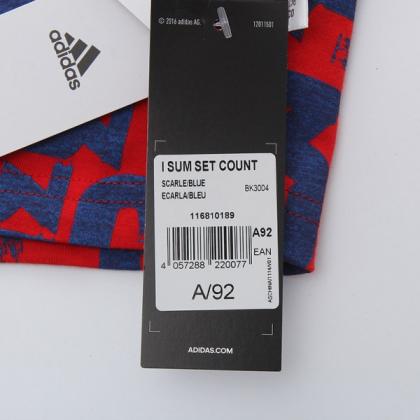 adidas
© 2016 adidas AG.
12011501
I SUM SET COUNT
SCARLE/BLUE
BK3004
ECARLA/BLEU
116810189
A92
EAN
4 057288 220077
A/92
ADIDAS.COM